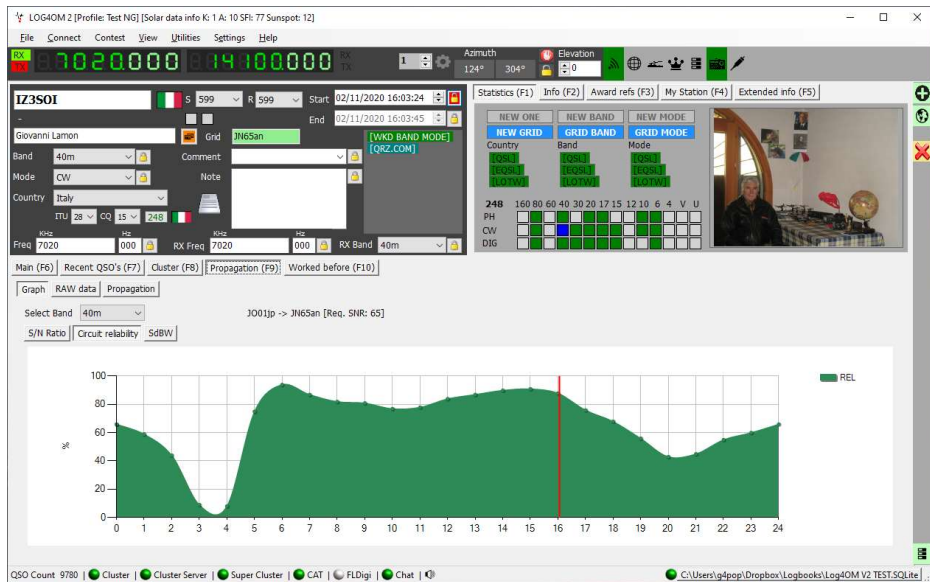 LOG4OM 2 [Profile: Test NG] [Solar data info K: 1 A: 10 SFI: 77 Sunspot: 12]
File Connect Contest View Utilities Settings Help
RX 7020.000 14100.000 RX 1 Azimuth Elevation
TX TX 124° 304° 0
IZ3SOI S 599 R 599 Start 02/11/2020 16:03:24
- End 02/11/2020 16:03:45
Giovanni Lamon Grid JN65an [WKD BAND MODE]
[QRZ.COM]
Band 40m Comment
Mode CW Note
Country Italy
ITU 28 CQ 15 248
KHz Hz KHz Hz
Freq 7020 000 RX Freq 7020 000 RX Band 40m
Statistics (F1) Info (F2) Award refs (F3) My Station (F4) Extended info (F5)
NEW ONE NEW BAND NEW MODE
NEW GRID GRID BAND GRID MODE
Country Band Mode
[QSL] [QSL] [QSL]
[EQSL] [EQSL] [EQSL]
[LOTW] [LOTW] [LOTW]
248 160 80 60 40 30 20 17 15 12 10 6 4 V U
PH
CW
DIG
Main (F6) Recent QSO's (F7) Cluster (F8) Propagation (F9) Worked before (F10)
Graph RAW data Propagation
Select Band 40m JO01jp -> JN65an [Req. SNR: 65]
S/N Ratio Circuit reliability SdBW
100
80
60
40
20
0
%
REL
0 1 2 3 4 5 6 7 8 9 10 11 12 13 14 15 16 17 18 19 20 21 22 23 24
QSO Count 9780 | Cluster | Cluster Server | Super Cluster | CAT | FLDigi | Chat | C:\Users\g4pop\Dropbox\Logbooks\Log4OM V2 TEST.SQLite